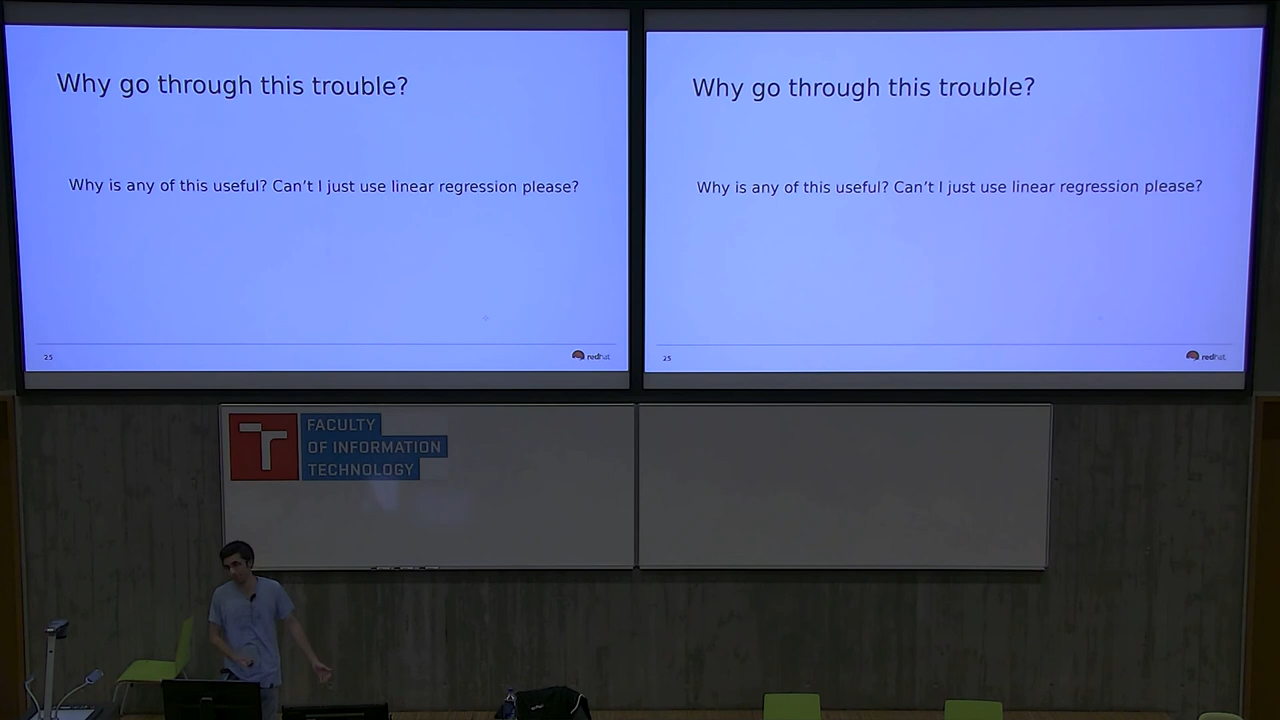 Why go through this trouble?
Why is any of this useful? Can't I just use linear regression please?
25
redhat
Why go through this trouble?
Why is any of this useful? Can't I just use linear regression please?
25
redhat
FACULTY
OF INFORMATION
TECHNOLOGY